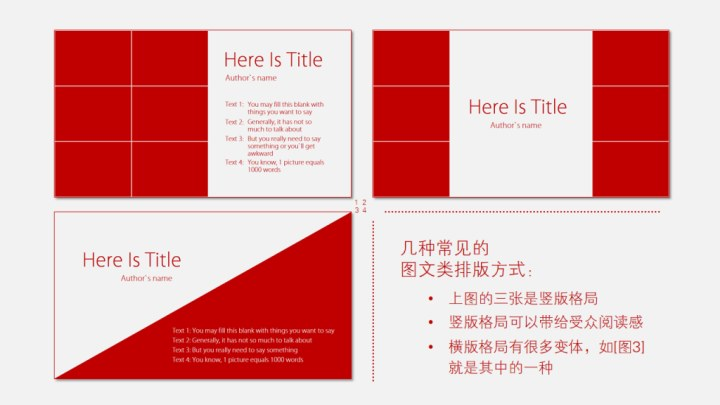 Here Is Title
Author`s name
Text 1: You may fill this blank with
things you want to say
Text 2: Generally, it has not so
much to talk about
Text 3: But you really need to say
something or you`ll get
awkward
Text 4: You know, 1 picture equals
1000 words
Here Is Title
Author`s name
1 2
3 4
Here Is Title
Author`s name
Text 1: You may fill this blank with things you want to say
Text 2: Generally, it has not so much to talk about
Text 3: But you really need to say something
Text 4: You know, 1 picture equals 1000 words
几种常见的
图文类排版方式：
• 上图的三张是竖版格局
• 竖版格局可以带给受众阅读感
• 横版格局有很多变体，如[图3]
就是其中的一种